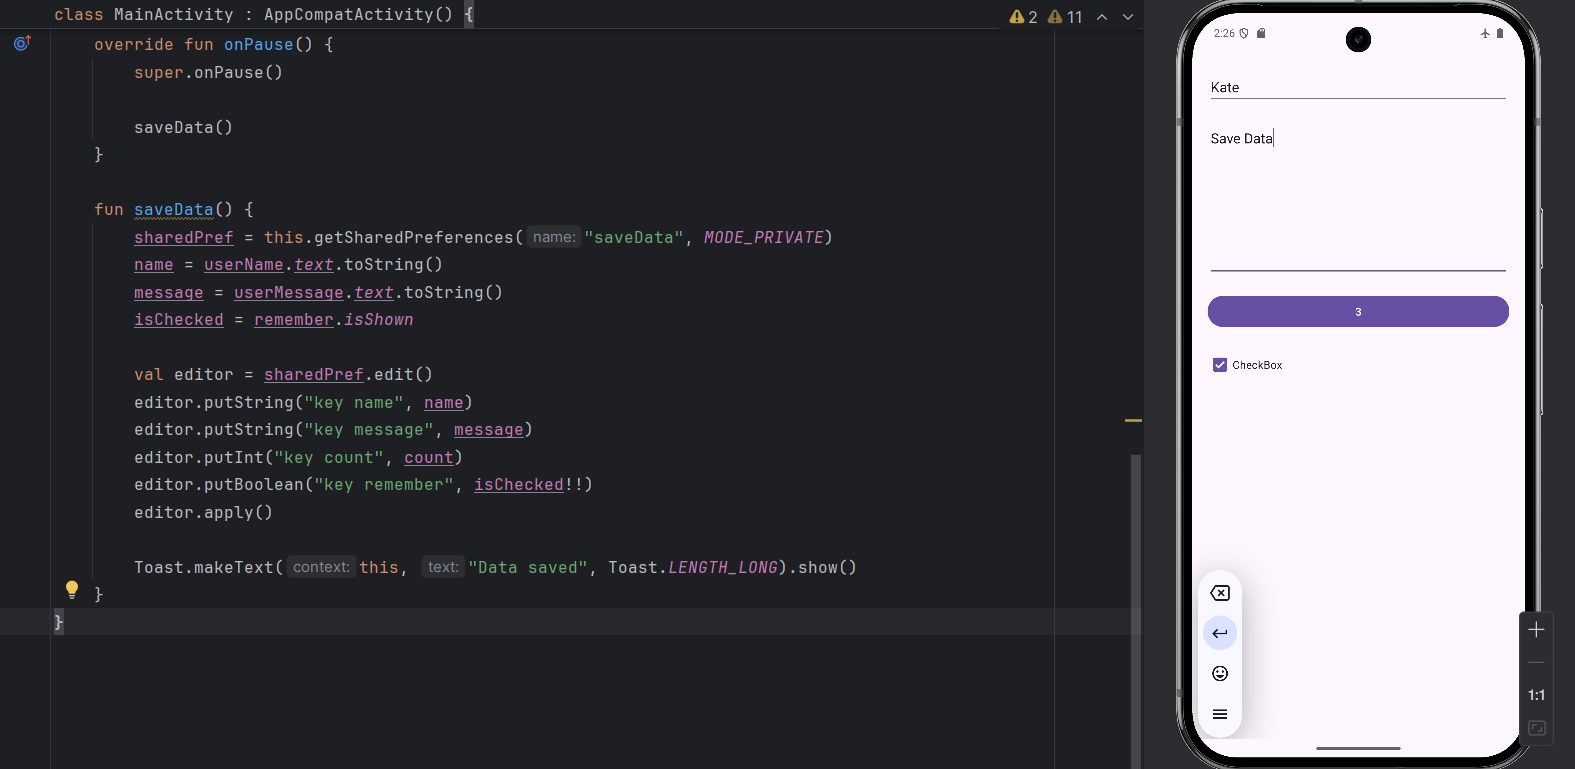 class MainActivity : AppCompatActivity() {
2 11
override fun onPause() {
super.onPause()
saveData()
}
fun saveData() {
sharedPref = this.getSharedPreferences( name: "saveData", MODE_PRIVATE)
name = userName.text.toString()
message = userMessage.text.toString()
isChecked = remember.isShown
val editor = sharedPref.edit()
editor.putString("key name", name)
editor.putString("key message", message)
editor.putInt("key count", count)
editor.putBoolean("key remember", isChecked!!)
editor.apply()
Toast.makeText( context: this, text: "Data saved", Toast.LENGTH_LONG).show()
}
}
2:26
Kate
Save Data
3
CheckBox
1:1